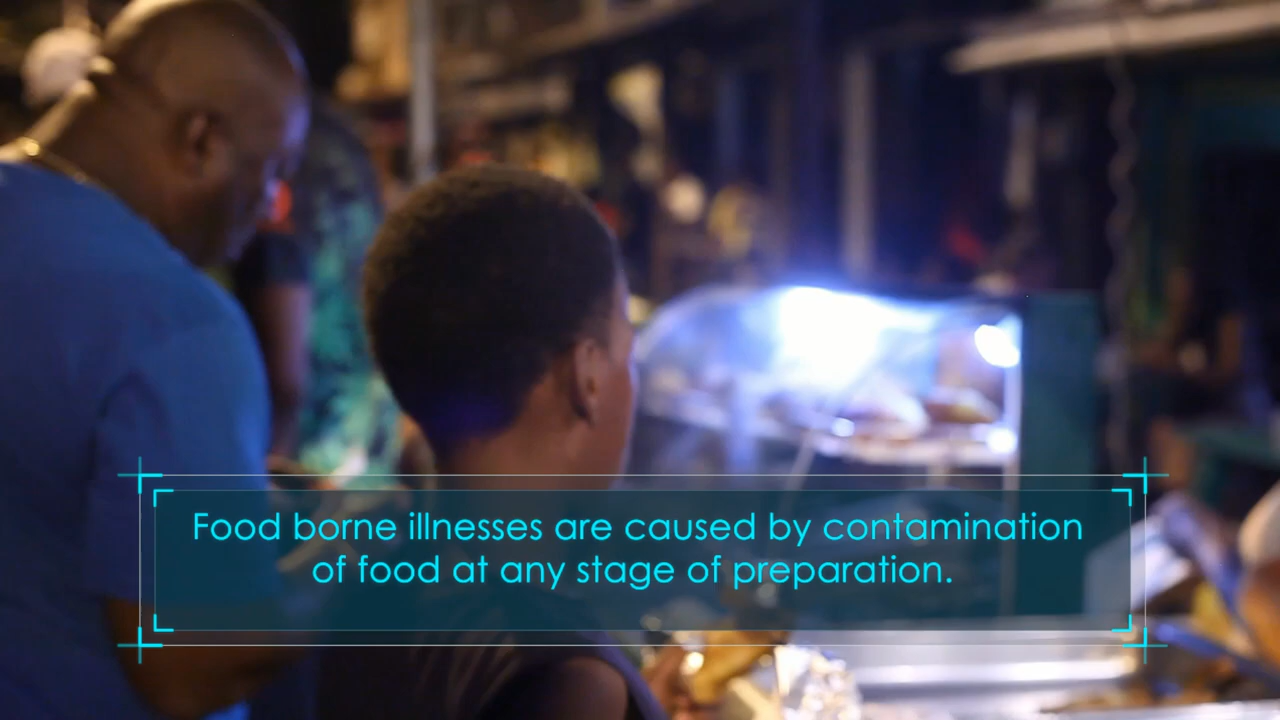 Food borne illnesses are caused by contamination
of food at any stage of preparation.